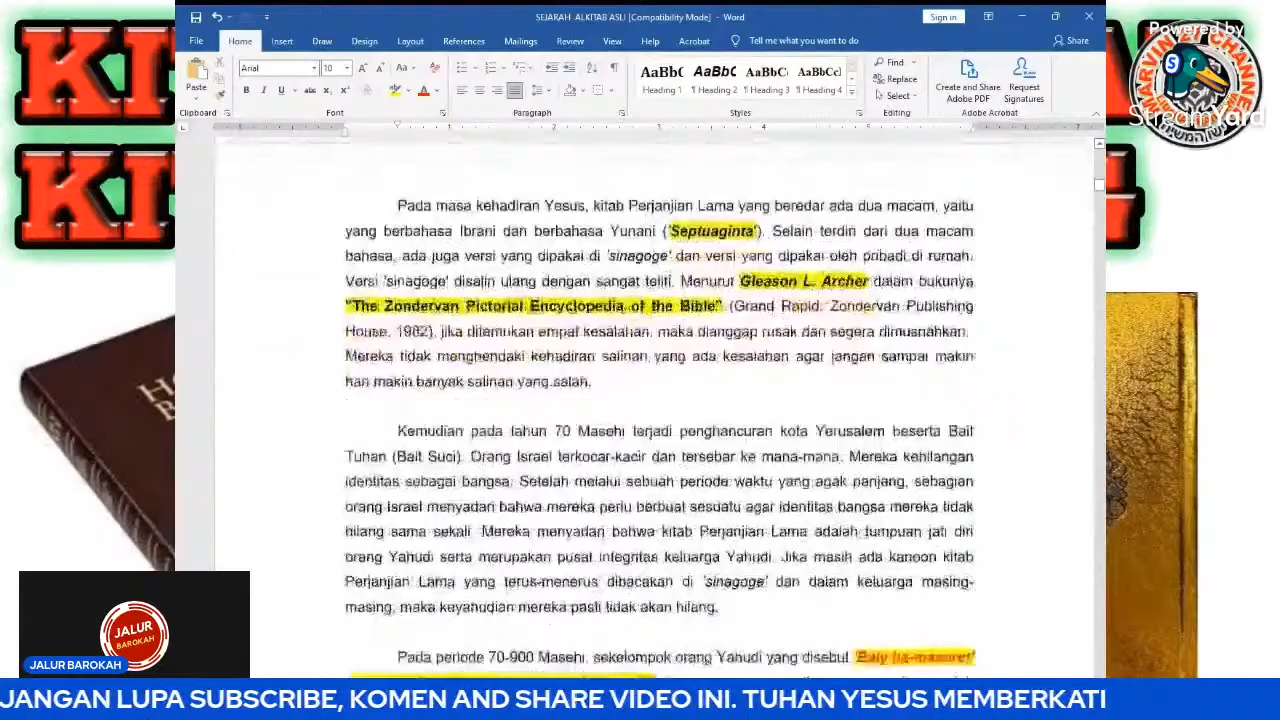 SEJARAH ALKITAB ASLI [Compatibility Mode] - Word
Sign in
File Home Insert Draw Design Layout References Mailings Review View Help Acrobat Tell me what you want to do Share
Paste
Arial 10
AaBbC AaBbC AaBbC AaBbCc
Heading 1 ¶ Heading 2 ¶ Heading 3 ¶ Heading 4
Find
Replace
Select
Create and Share
Adobe PDF
Request
Signatures
Clipboard Font Paragraph Styles Editing Adobe Acrobat
Powered by
StreamYard
Pada masa kehadiran Yesus, kitab Perjanjian Lama yang beredar ada dua macam, yaitu
yang berbahasa Ibrani dan berbahasa Yunani ('Septuaginta'). Selain terdiri dari dua macam
bahasa, ada juga versi yang dipakai di 'sinagoge' dan versi yang dipakai oleh pribadi di rumah.
Versi 'sinagoge' disalin ulang dengan sangat teliti. Menurut Gleason L. Archer dalam bukunya
"The Zondervan Pictorial Encyclopedia of the Bible" (Grand Rapid: Zondervan Publishing
House, 1982), jika ditemukan empat kesalahan, maka dianggap rusak dan segera dimusnahkan.
Mereka tidak menghendaki kehadiran salinan yang ada kesalahan agar jangan sampai makin
hari makin banyak salinan yang salah.
Kemudian pada tahun 70 Masehi terjadi penghancuran kota Yerusalem beserta Bait
Tuhan (Bait Suci). Orang Israel terkocar-kacir dan tersebar ke mana-mana. Mereka kehilangan
identitas sebagai bangsa. Setelah melalui sebuah periode waktu yang agak panjang, sebagian
orang Israel menyadari bahwa mereka perlu berbuat sesuatu agar identitas bangsa mereka tidak
hilang sama sekali. Mereka menyadari bahwa kitab Perjanjian Lama adalah tumpuan jati diri
orang Yahudi serta merupakan pusat integritas keluarga Yahudi. Jika masih ada kanoon kitab
Perjanjian Lama yang terus-menerus dibacakan di 'sinagoge' dan dalam keluarga masing-
masing, maka keyahudian mereka pasti tidak akan hilang.
Pada periode 70-900 Masehi, sekelompok orang Yahudi yang disebut
JALUR
BAROKAH
JALUR BAROKAH
JANGAN LUPA SUBSCRIBE, KOMEN AND SHARE VIDEO INI. TUHAN YESUS MEMBERKATI